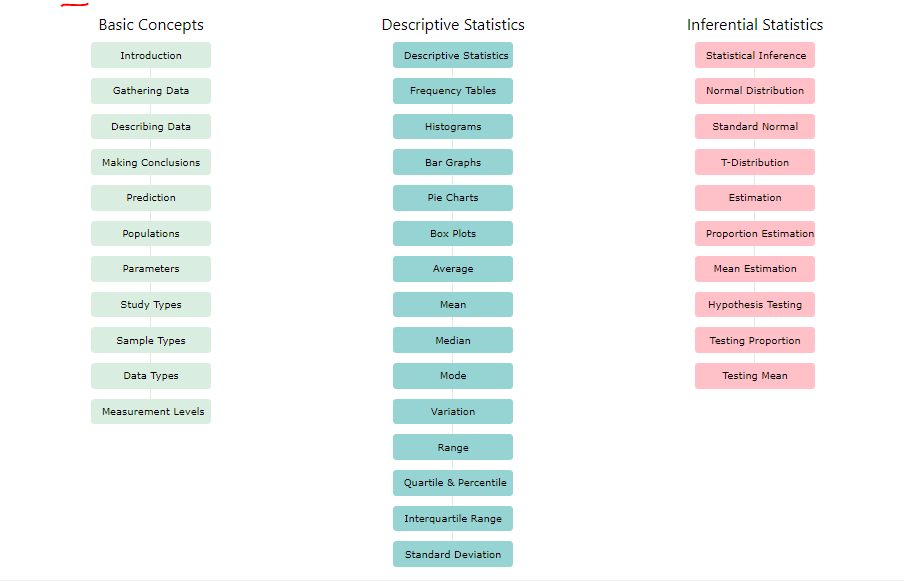 Basic Concepts
Introduction
Gathering Data
Describing Data
Making Conclusions
Prediction
Populations
Parameters
Study Types
Sample Types
Data Types
Measurement Levels
Descriptive Statistics
Descriptive Statistics
Frequency Tables
Histograms
Bar Graphs
Pie Charts
Box Plots
Average
Mean
Median
Mode
Variation
Range
Quartile & Percentile
Interquartile Range
Standard Deviation
Inferential Statistics
Statistical Inference
Normal Distribution
Standard Normal
T-Distribution
Estimation
Proportion Estimation
Mean Estimation
Hypothesis Testing
Testing Proportion
Testing Mean